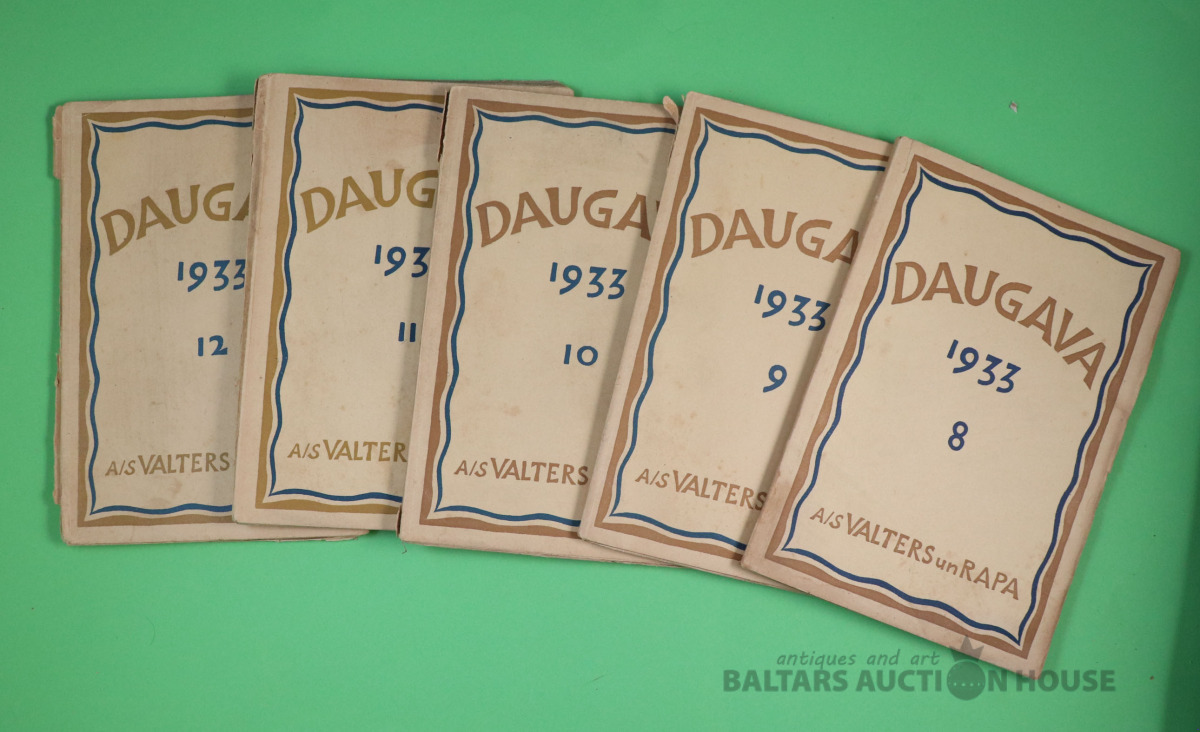 DAUGA
1933
12
A/S VALTERS
DAUG
193
11
A/S VALTER
DAUGA
1933
10
A/S VALTERS
DAUGA
1933
9
A/S VALTERS
DAUGAVA
1933
8
A/S VALTERS un RAPA
antiques and art
BALTARS AUCTION HOUSE